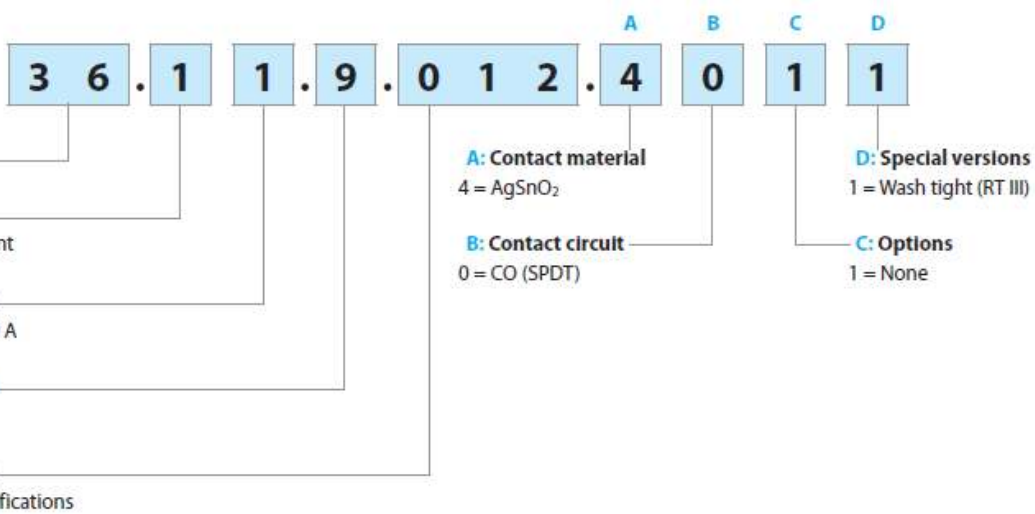 A B C D
3 6 . 1 1 . 9 . 0 1 2 . 4 0 1 1
A: Contact material
4 = AgSnO₂
B: Contact circuit
0 = CO (SPDT)
D: Special versions
1 = Wash tight (RT III)
C: Options
1 = None
nt
A
fications